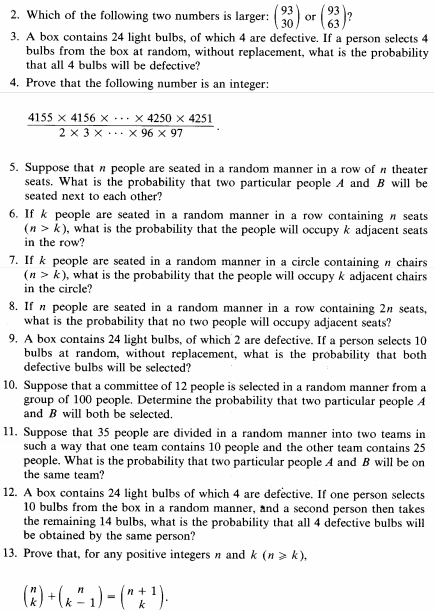 2. Which of the following two numbers is larger: (93 30) or (93 63)?
3. A box contains 24 light bulbs, of which 4 are defective. If a person selects 4
bulbs from the box at random, without replacement, what is the probability
that all 4 bulbs will be defective?
4. Prove that the following number is an integer:
4155 × 4156 × ··· × 4250 × 4251
2 × 3 × ··· × 96 × 97
.
5. Suppose that n people are seated in a random manner in a row of n theater
seats. What is the probability that two particular people A and B will be
seated next to each other?
6. If k people are seated in a random manner in a row containing n seats
(n > k), what is the probability that the people will occupy k adjacent seats
in the row?
7. If k people are seated in a random manner in a circle containing n chairs
(n > k), what is the probability that the people will occupy k adjacent chairs
in the circle?
8. If n people are seated in a random manner in a row containing 2n seats,
what is the probability that no two people will occupy adjacent seats?
9. A box contains 24 light bulbs, of which 2 are defective. If a person selects 10
bulbs at random, without replacement, what is the probability that both
defective bulbs will be selected?
10. Suppose that a committee of 12 people is selected in a random manner from a
group of 100 people. Determine the probability that two particular people A
and B will both be selected.
11. Suppose that 35 people are divided in a random manner into two teams in
such a way that one team contains 10 people and the other team contains 25
people. What is the probability that two particular people A and B will be on
the same team?
12. A box contains 24 light bulbs of which 4 are defective. If one person selects
10 bulbs from the box in a random manner, and a second person then takes
the remaining 14 bulbs, what is the probability that all 4 defective bulbs will
be obtained by the same person?
13. Prove that, for any positive integers n and k (n ⩾ k),
(n k) + (n k − 1) = (n + 1 k).